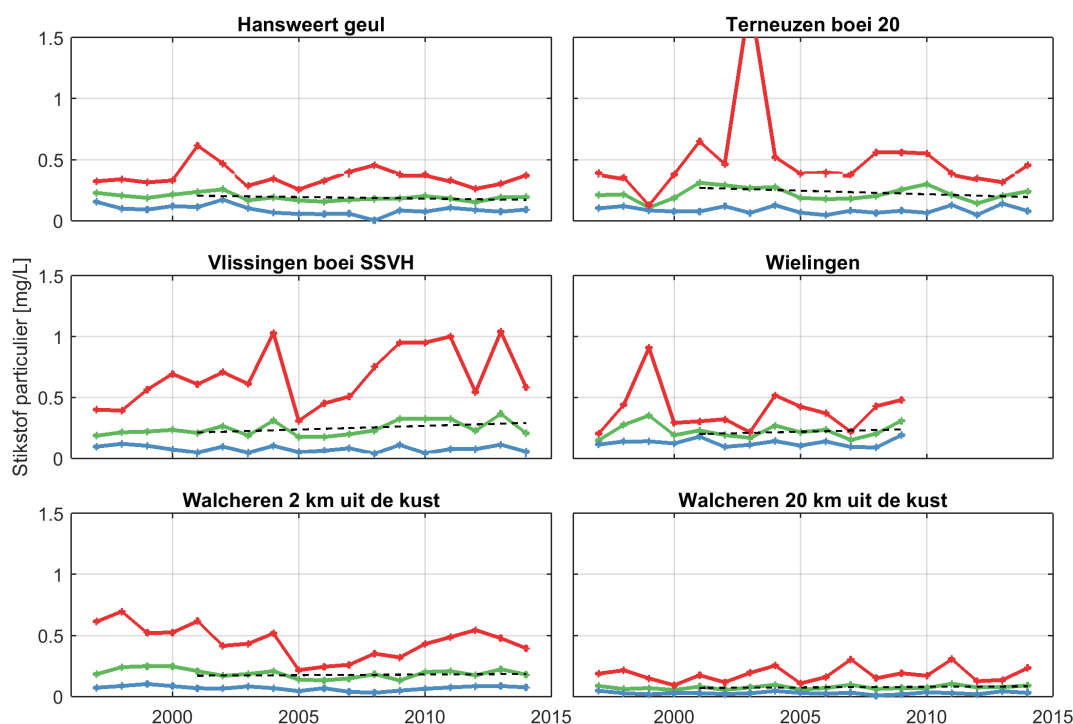 Hansweert geul
Terneuzen boei 20
1.5
1
0.5
0
Vlissingen boei SSVH
Wielingen
1.5
1
0.5
0
Stikstof particulier [mg/L]
Walcheren 2 km uit de kust
Walcheren 20 km uit de kust
1.5
1
0.5
0
2000 2005 2010 2015 2000 2005 2010 2015